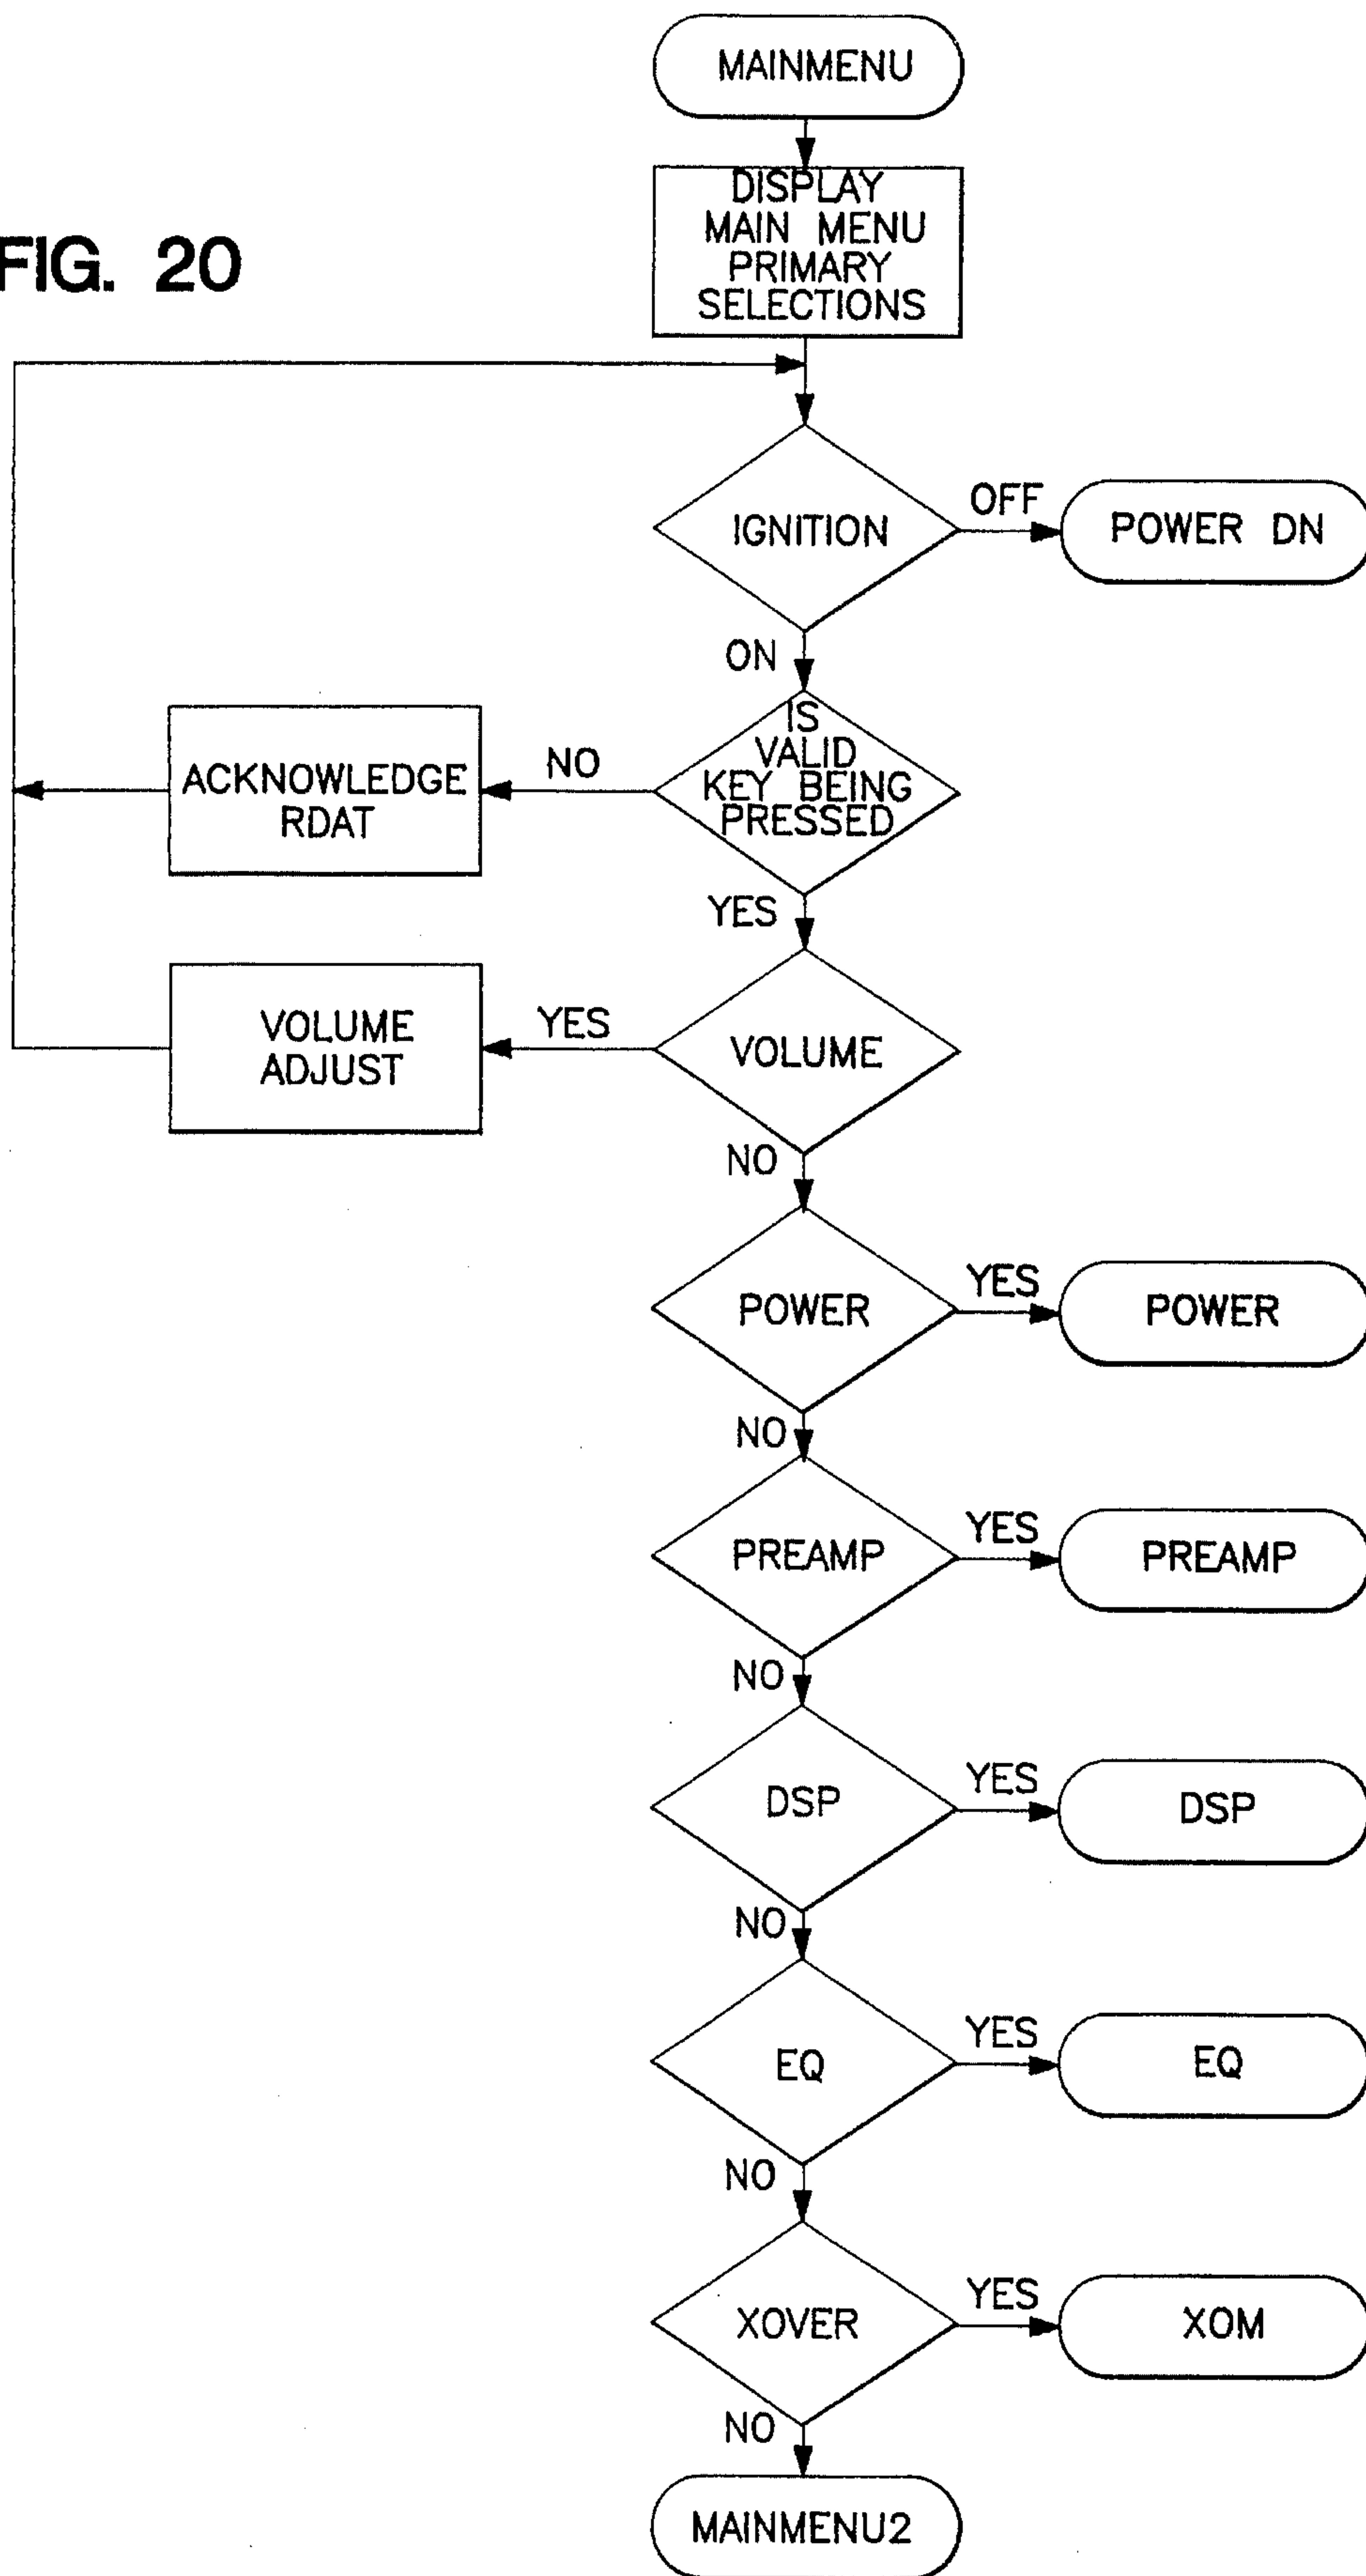 MAINMENU
DISPLAY
MAIN MENU
PRIMARY
SELECTIONS
FIG. 20
IGNITION
OFF
POWER DN
ON
IS
VALID
KEY BEING
PRESSED
NO
ACKNOWLEDGE
RDAT
YES
VOLUME
YES
VOLUME
ADJUST
NO
POWER
YES
POWER
NO
PREAMP
YES
PREAMP
NO
DSP
YES
DSP
NO
EQ
YES
EQ
NO
XOVER
YES
XOM
NO
MAINMENU2